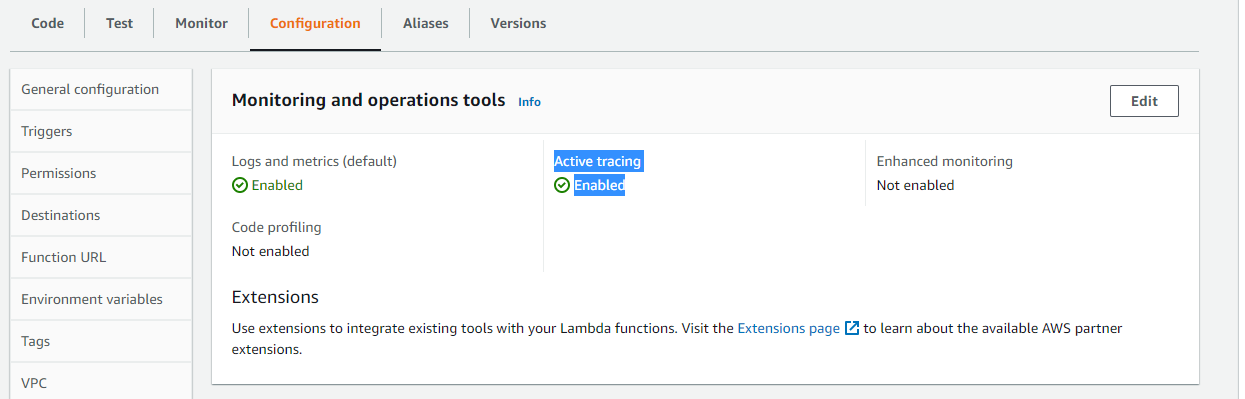 Code
Test
Monitor
Configuration
Aliases
Versions
General configuration
Triggers
Permissions
Destinations
Function URL
Environment variables
Tags
VPC
Monitoring and operations tools Info
Edit
Logs and metrics (default)
Enabled
Active tracing
Enabled
Enhanced monitoring
Not enabled
Code profiling
Not enabled
Extensions
Use extensions to integrate existing tools with your Lambda functions. Visit the Extensions page to learn about the available AWS partner
extensions.